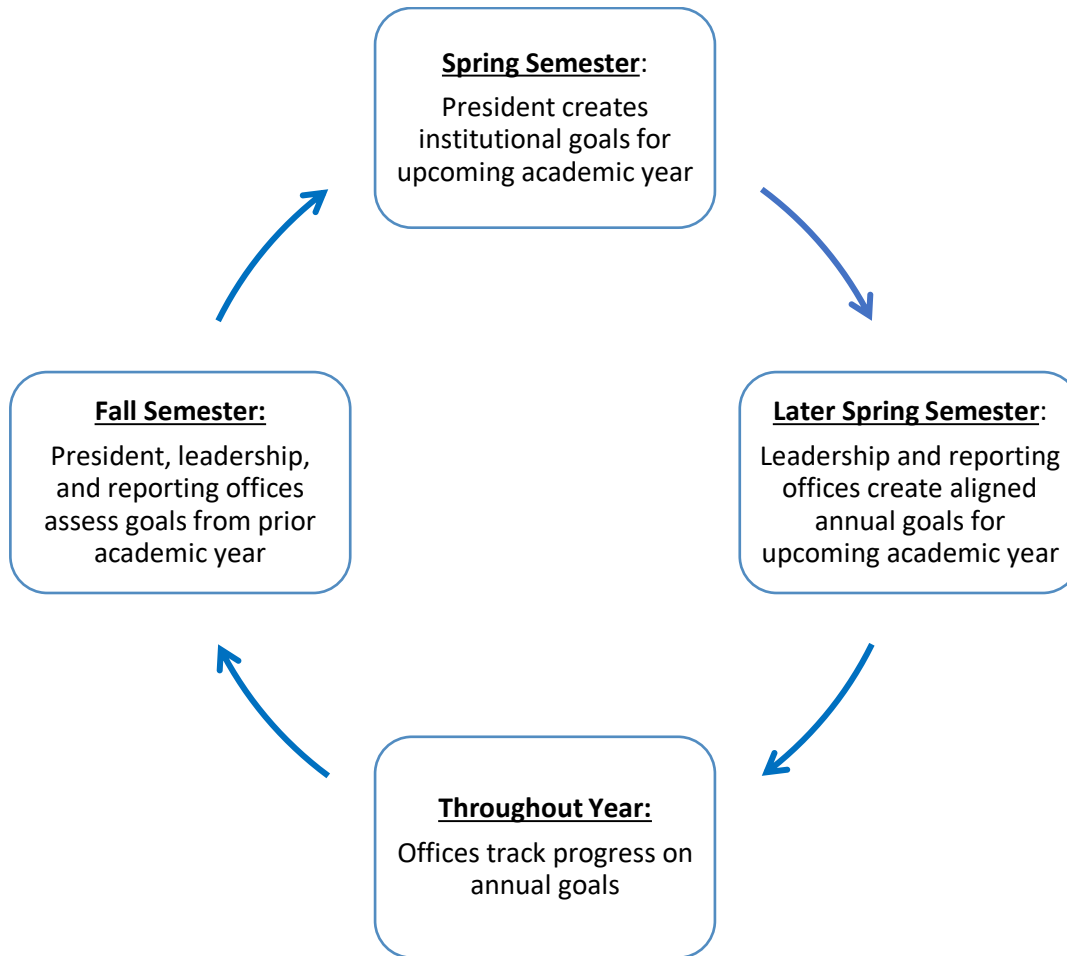 Spring Semester:
President creates
institutional goals for
upcoming academic year
Fall Semester:
President, leadership,
and reporting offices
assess goals from prior
academic year
Later Spring Semester:
Leadership and reporting
offices create aligned
annual goals for
upcoming academic year
Throughout Year:
Offices track progress on
annual goals